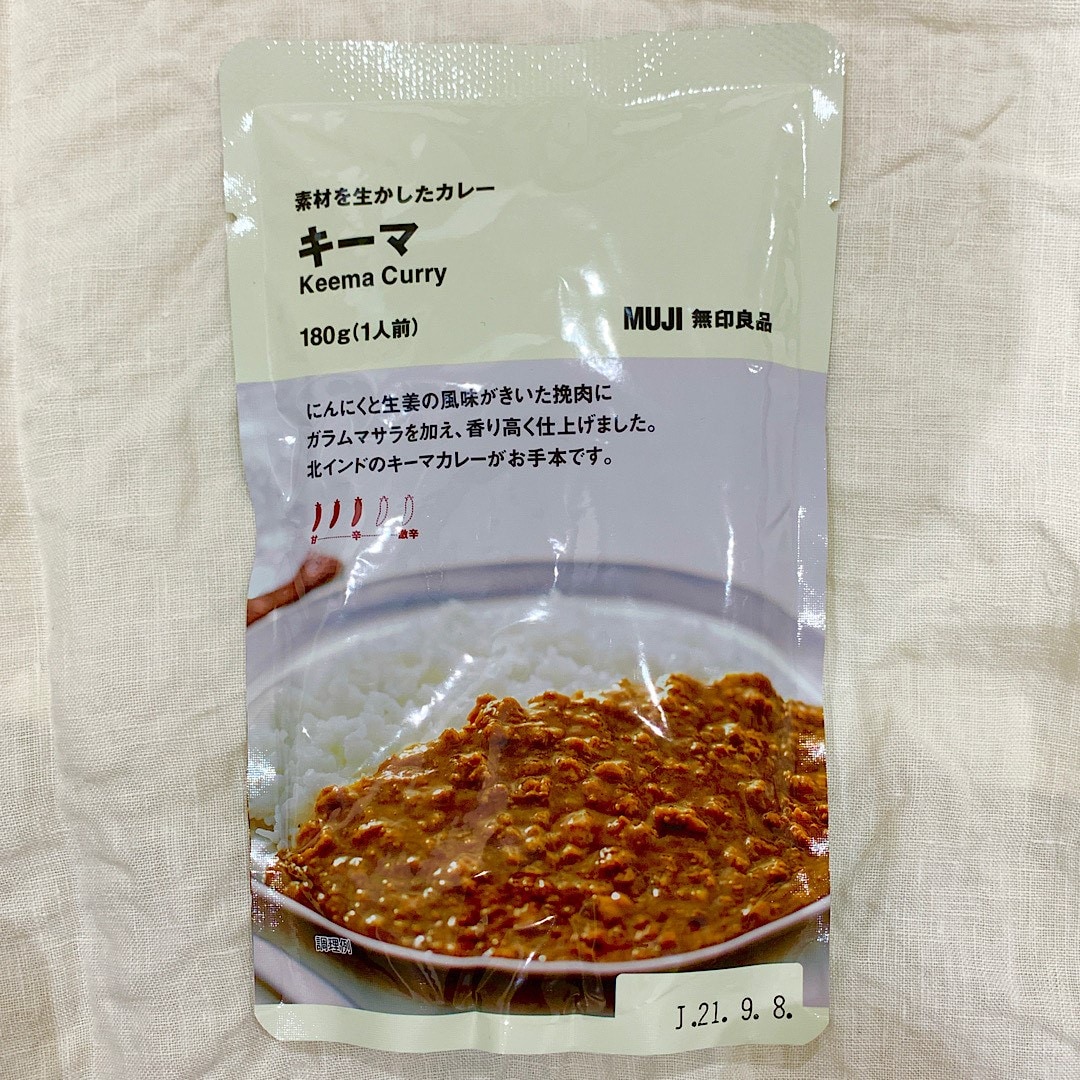 素材を生かしたカレー
キーマ
Keema Curry
180g(1人前)
MUJI 無印良品
にんにくと生姜の風味がきいた挽肉に
ガラムマサラを加え、香り高く仕上げました。
北インドのキーマカレーがお手本です。
甘 辛 激辛
調理例
J.21. 9. 8.